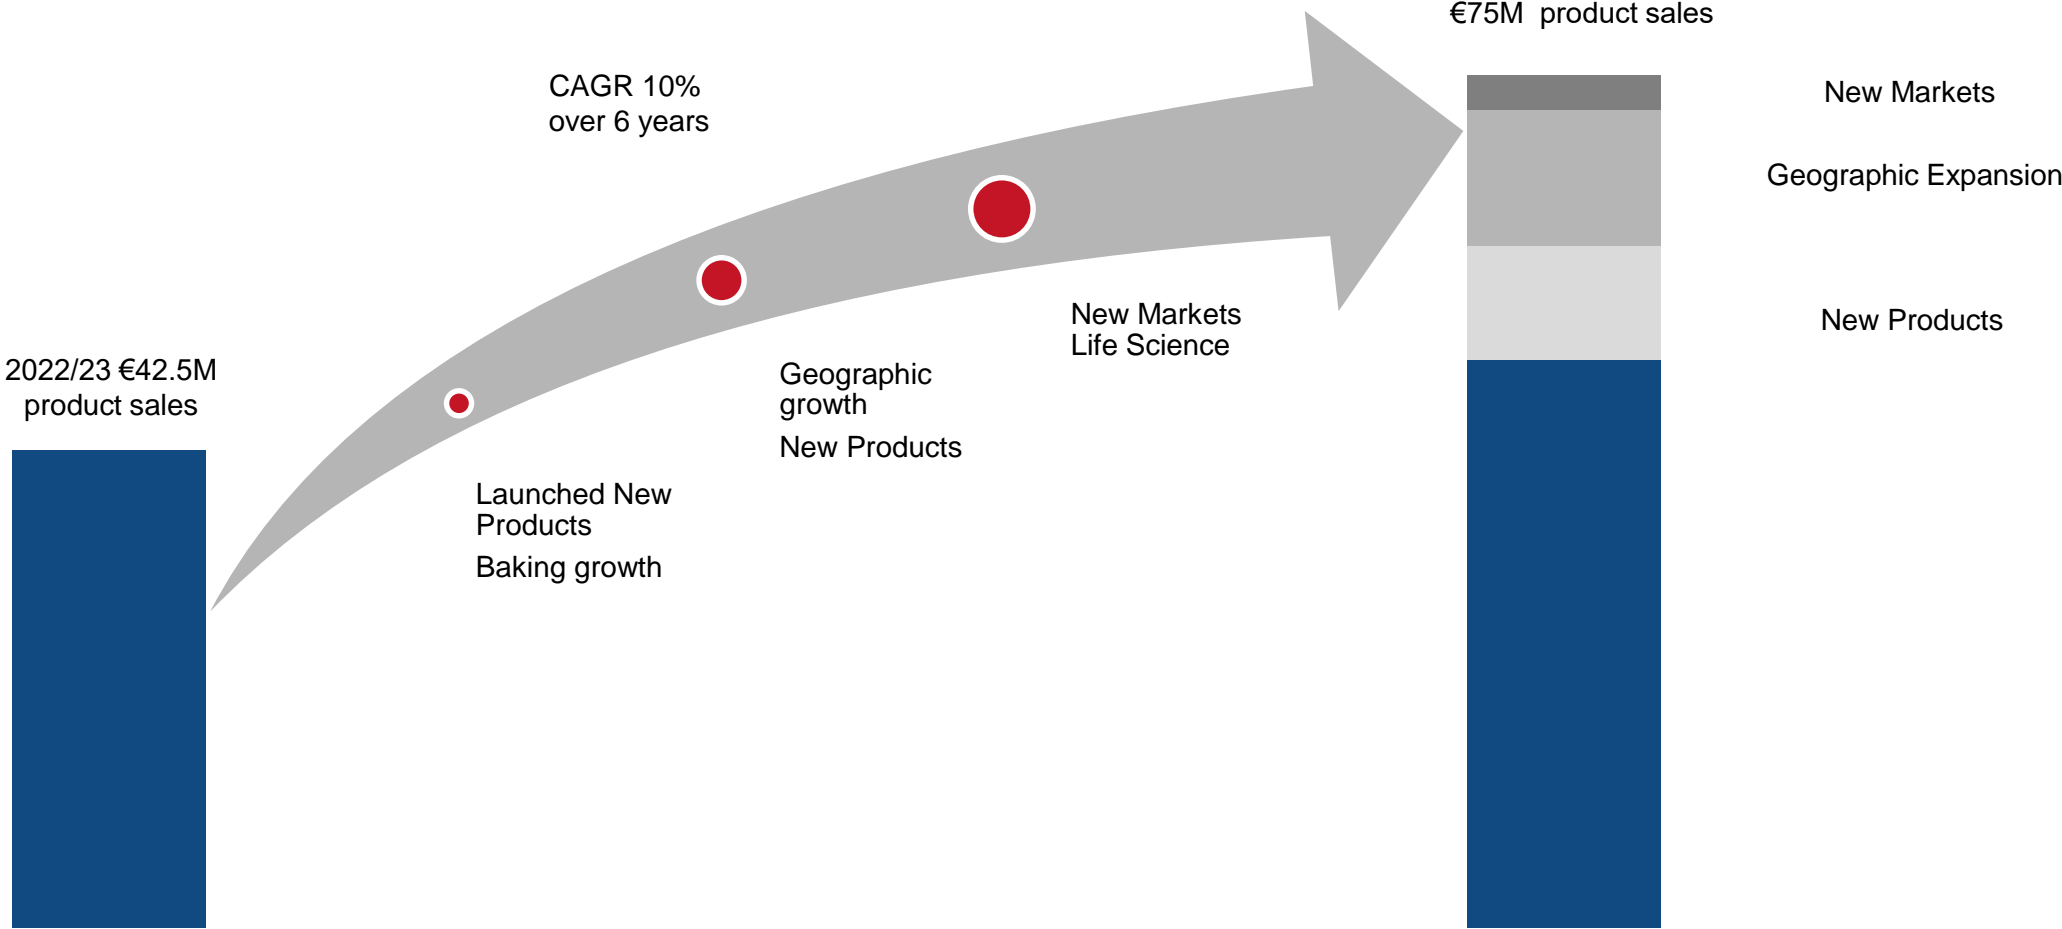 €75M product sales
CAGR 10%
over 6 years
New Markets
Geographic Expansion
New Markets
Life Science
New Products
2022/23 €42.5M
product sales
Geographic
growth
New Products
Launched New
Products
Baking growth